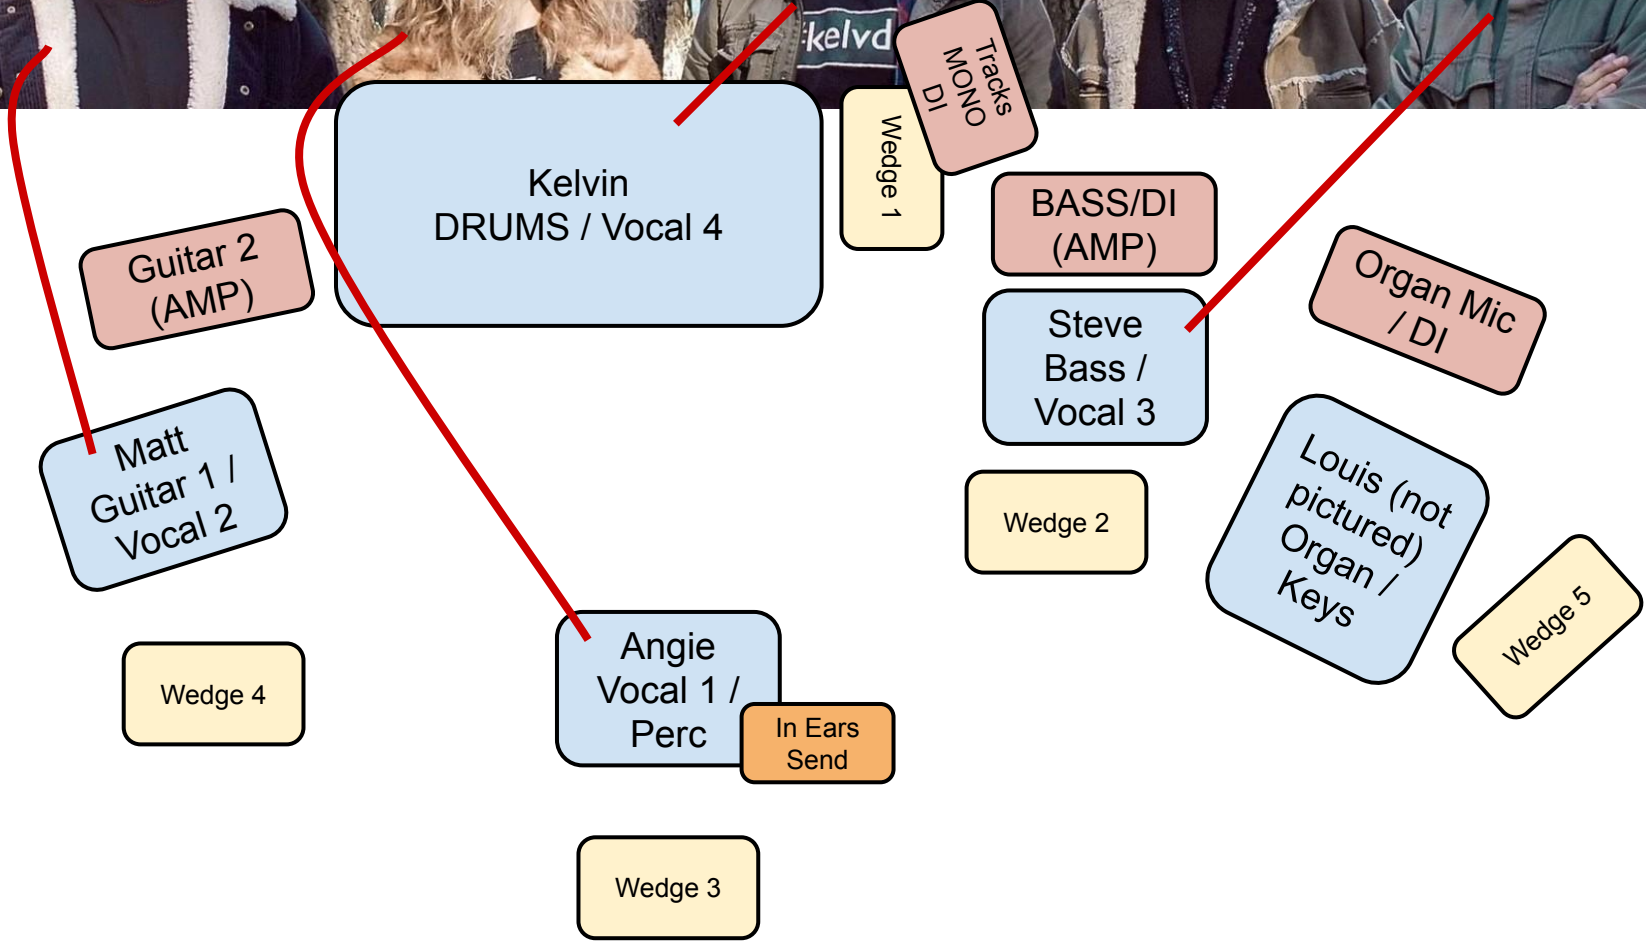 kelvd
Tracks
MONO
DI
Wedge 1
Kelvin
DRUMS / Vocal 4
BASS/DI
(AMP)
Guitar 2
(AMP)
Organ Mic
/ DI
Steve
Bass /
Vocal 3
Matt
Guitar 1 /
Vocal 2
Louis (not
pictured)
Organ /
Keys
Wedge 2
Wedge 5
Angie
Vocal 1 /
Perc
In Ears
Send
Wedge 4
Wedge 3